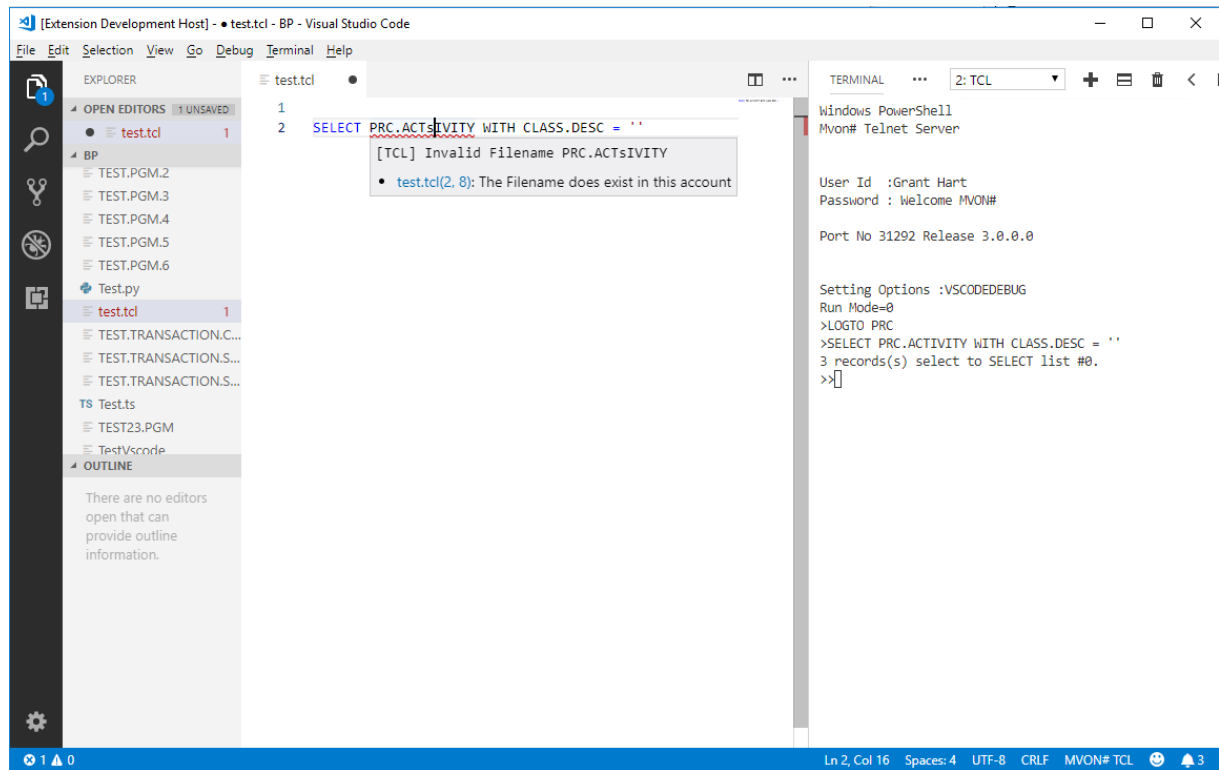 [Extension Development Host] - ● test.tcl - BP - Visual Studio Code
File Edit Selection View Go Debug Terminal Help
1
EXPLORER
OPEN EDITORS 1 UNSAVED
● test.tcl 1
BP
TEST.PGM.2
TEST.PGM.3
TEST.PGM.4
TEST.PGM.5
TEST.PGM.6
Test.py
test.tcl 1
TEST.TRANSACTION.C...
TEST.TRANSACTION.S...
TEST.TRANSACTION.S...
TS Test.ts
TEST23.PGM
TestVscode
OUTLINE
There are no editors
open that can
provide outline
information.
test.tcl ●
1
2 SELECT PRC.ACTsIVITY WITH CLASS.DESC = ''
[TCL] Invalid Filename PRC.ACTsIVITY
• test.tcl(2, 8): The Filename does exist in this account
TERMINAL ... 2: TCL
Windows PowerShell
Mvon# Telnet Server
User Id :Grant Hart
Password : Welcome MVON#
Port No 31292 Release 3.0.0.0
Setting Options :VSCODEDEBUG
Run Mode=0
>LOGTO PRC
>SELECT PRC.ACTIVITY WITH CLASS.DESC = ''
3 records(s) select to SELECT list #0.
>>
1 0
Ln 2, Col 16 Spaces: 4 UTF-8 CRLF MVON# TCL 3